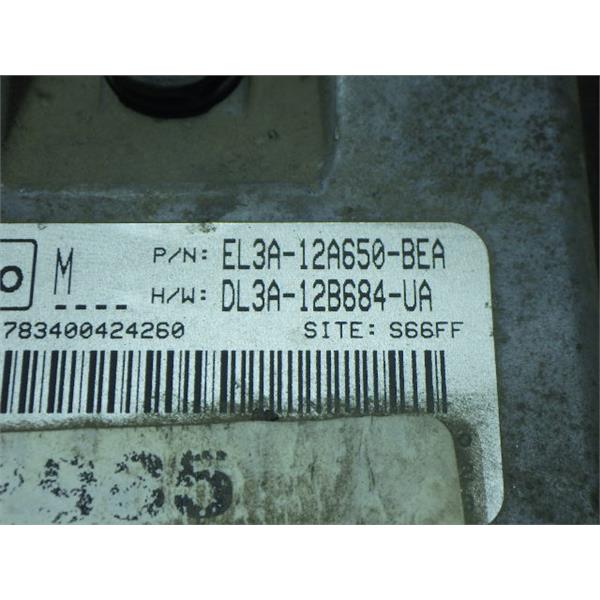 M P/N: EL3A-12A650-BEA
H/W: DL3A-12B684-UA
783400424260 SITE: S66FF